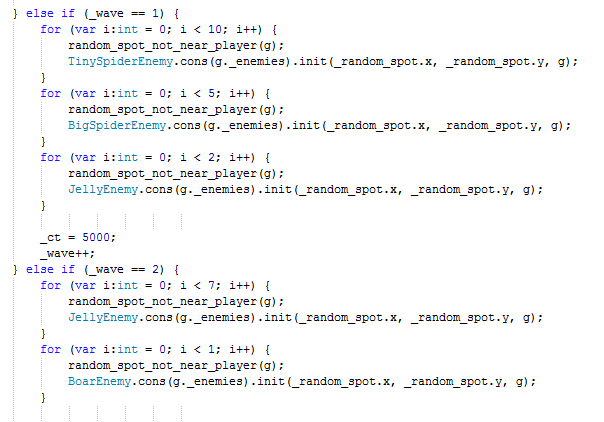 } else if (_wave == 1) {
    for (var i:int = 0; i < 10; i++) {
        random_spot_not_near_player(g);
        TinySpiderEnemy.cons(g._enemies).init(_random_spot.x, _random_spot.y, g);
    }
    for (var i:int = 0; i < 5; i++) {
        random_spot_not_near_player(g);
        BigSpiderEnemy.cons(g._enemies).init(_random_spot.x, _random_spot.y, g);
    }
    for (var i:int = 0; i < 2; i++) {
        random_spot_not_near_player(g);
        JellyEnemy.cons(g._enemies).init(_random_spot.x, _random_spot.y, g);
    }
    _ct = 5000;
    _wave++;
} else if (_wave == 2) {
    for (var i:int = 0; i < 7; i++) {
        random_spot_not_near_player(g);
        JellyEnemy.cons(g._enemies).init(_random_spot.x, _random_spot.y, g);
    }
    for (var i:int = 0; i < 1; i++) {
        random_spot_not_near_player(g);
        BoarEnemy.cons(g._enemies).init(_random_spot.x, _random_spot.y, g);
    }